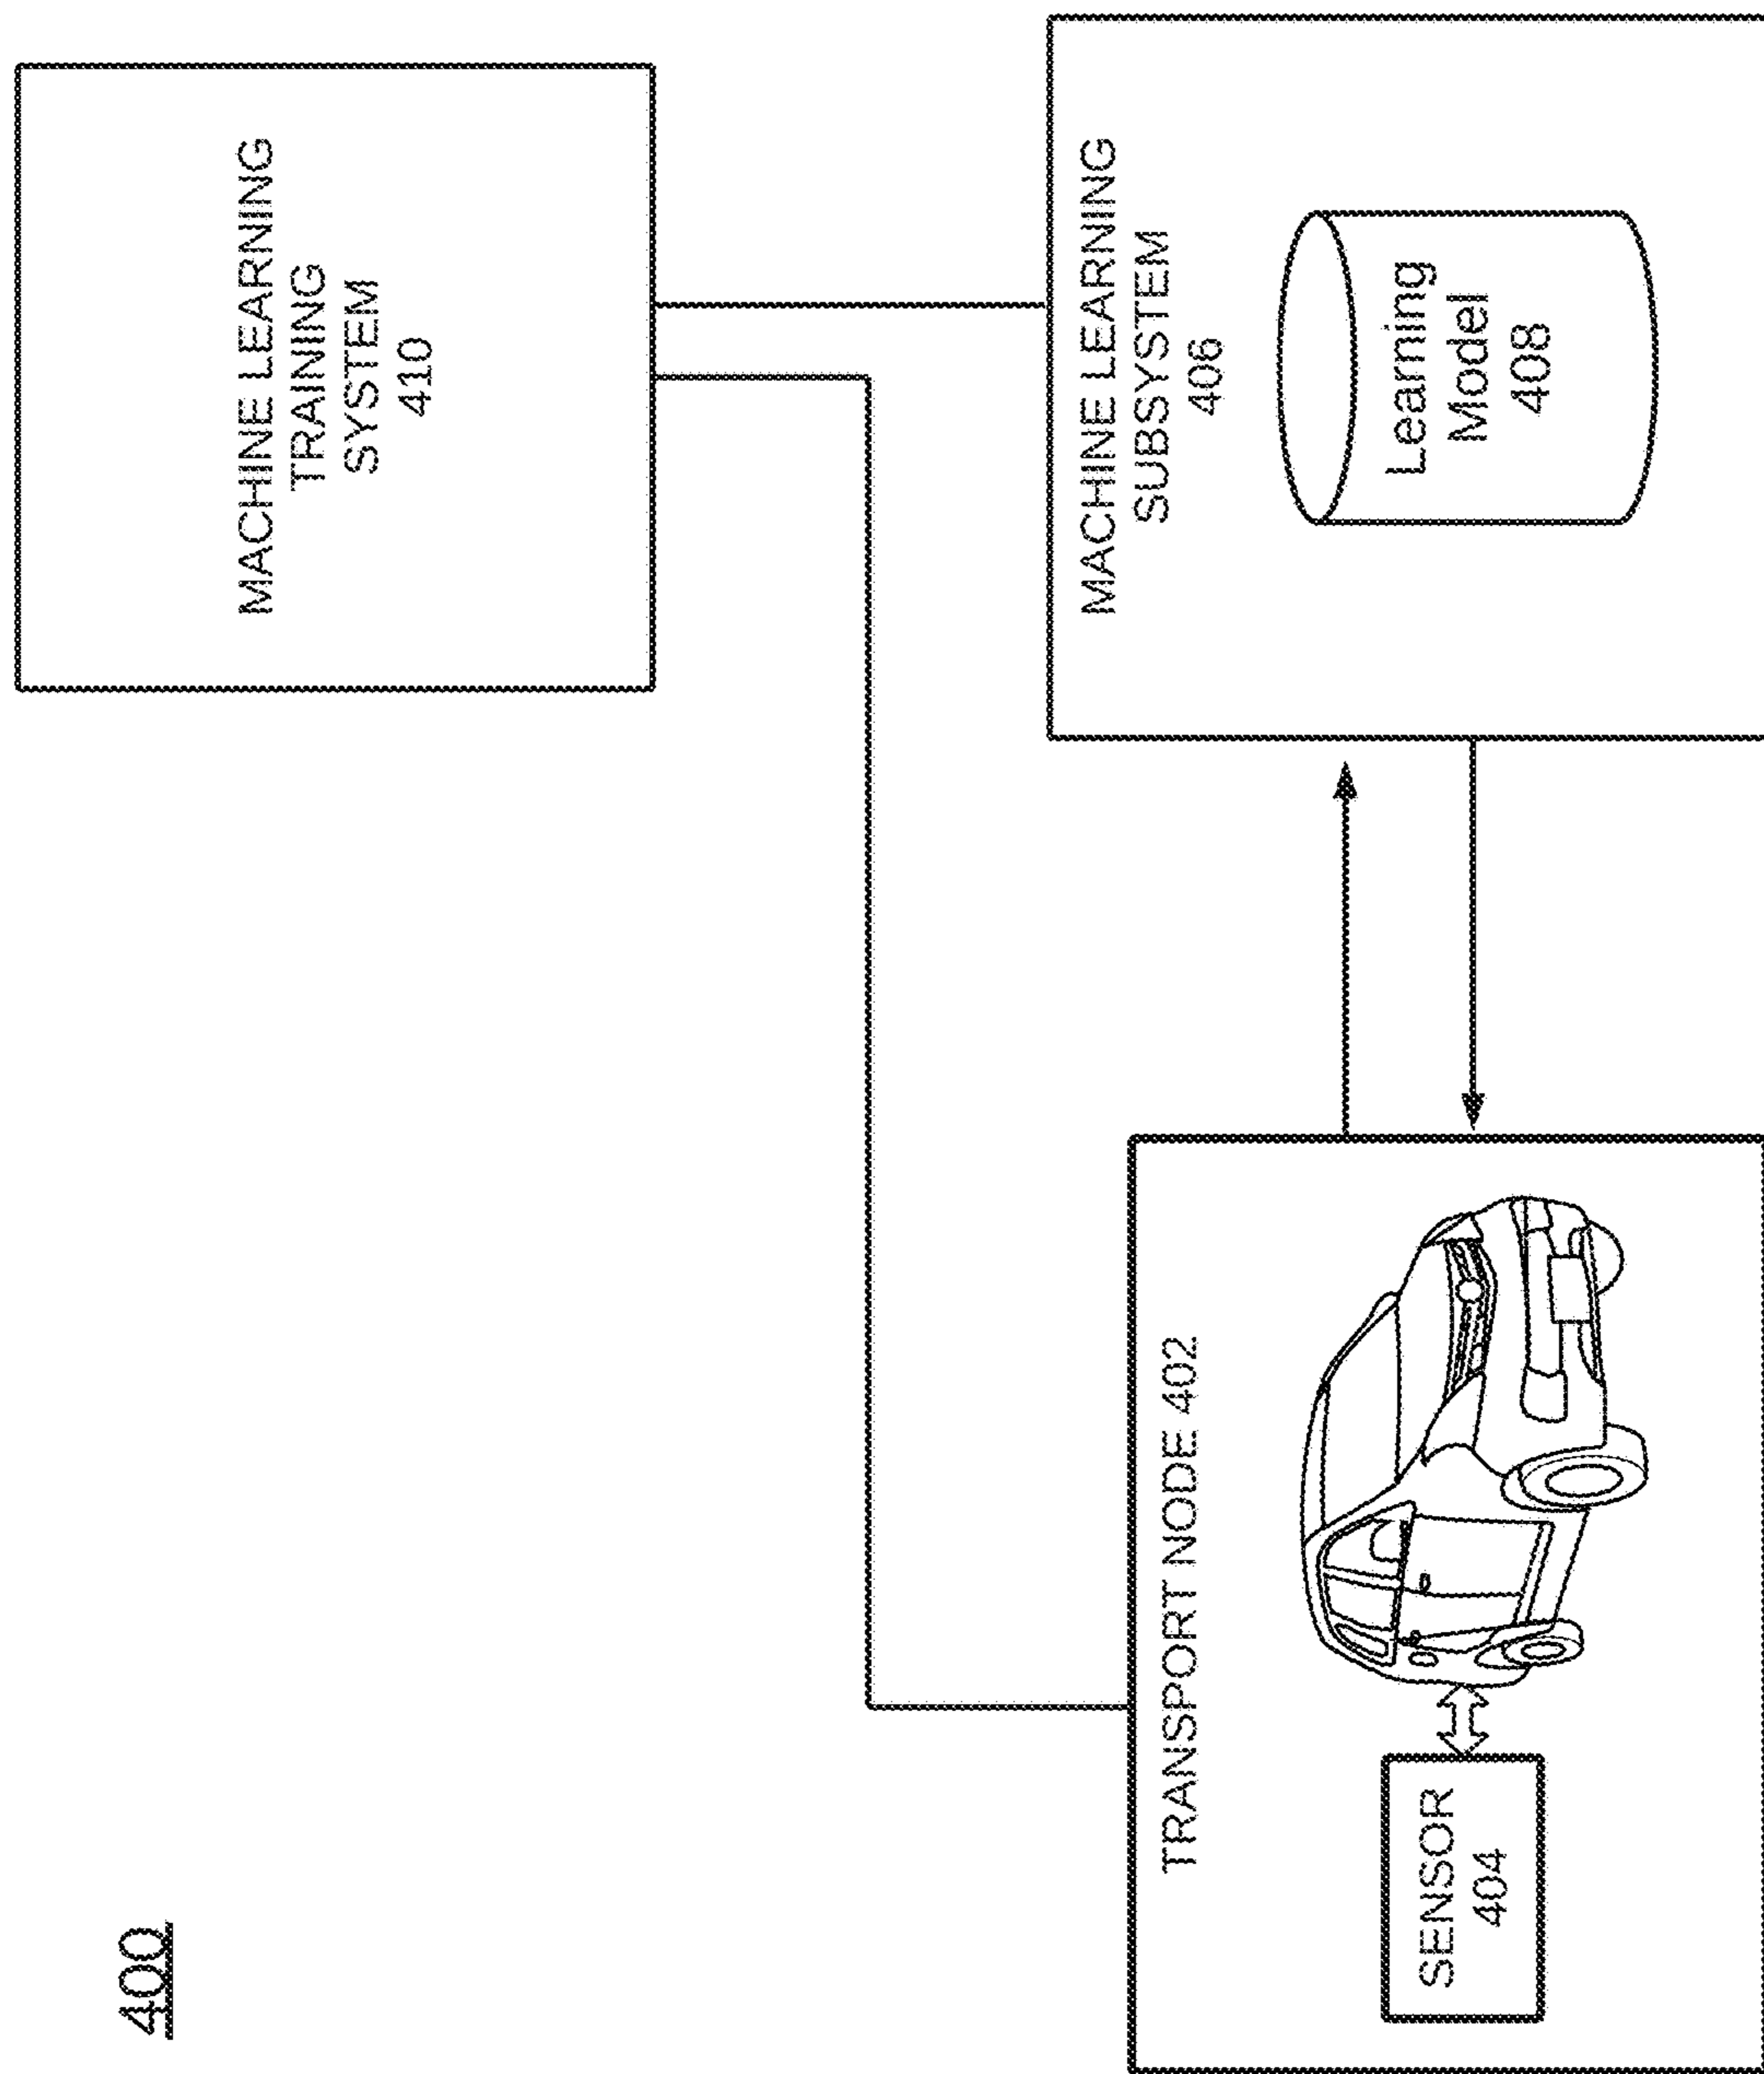 400
MACHINE LEARNING
TRAINING
SYSTEM
410
TRANSPORT NODE 402
SENSOR
404
MACHINE LEARNING
SUBSYSTEM
406
Learning
Model
408